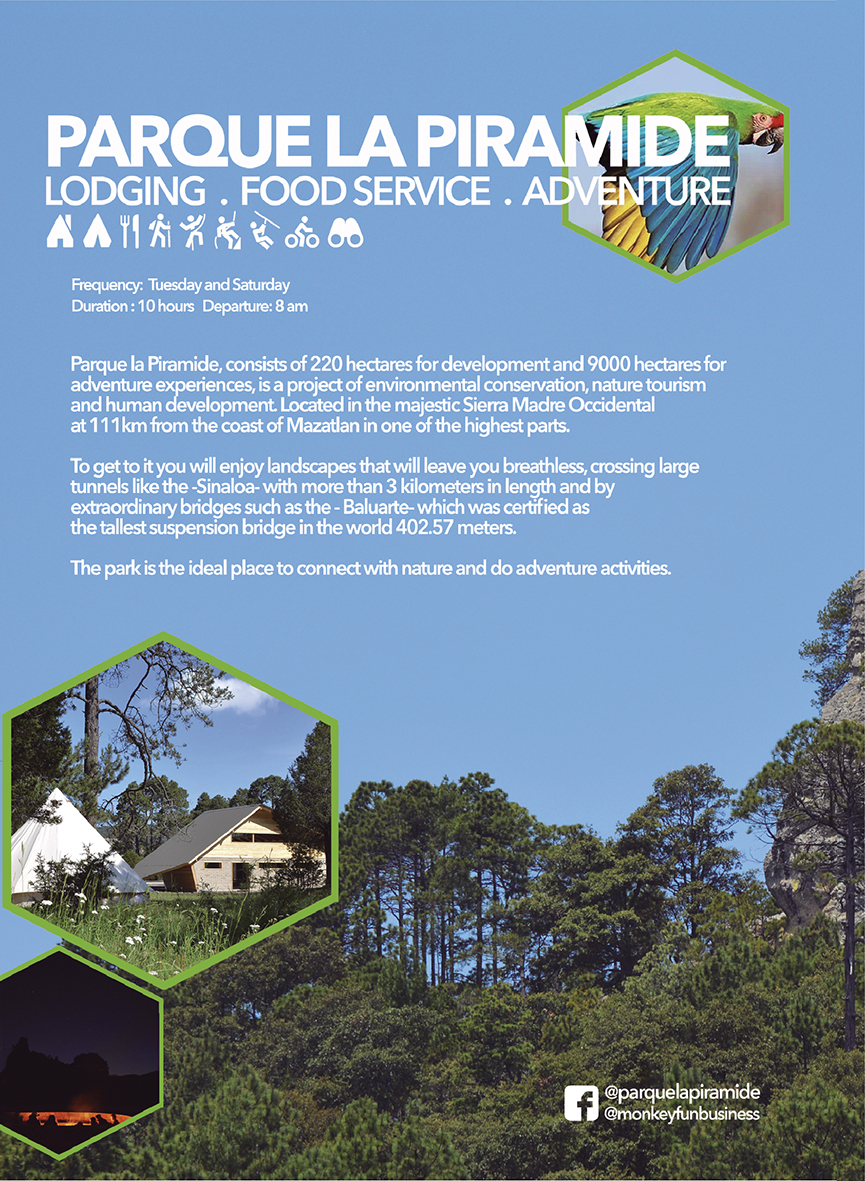 PARQUE LA PIRAMIDE
LODGING . FOOD SERVICE . ADVENTURE
Frequency: Tuesday and Saturday
Duration : 10 hours Departure: 8 am
Parque la Piramide, consists of 220 hectares for development and 9000 hectares for
adventure experiences, is a project of environmental conservation, nature tourism
and human development. Located in the majestic Sierra Madre Occidental
at 111km from the coast of Mazatlan in one of the highest parts.
To get to it you will enjoy landscapes that will leave you breathless, crossing large
tunnels like the -Sinaloa- with more than 3 kilometers in length and by
extraordinary bridges such as the - Baluarte- which was certified as
the tallest suspension bridge in the world 402.57 meters.
The park is the ideal place to connect with nature and do adventure activities.
@parquelapiramide
@monkeyfunbusiness